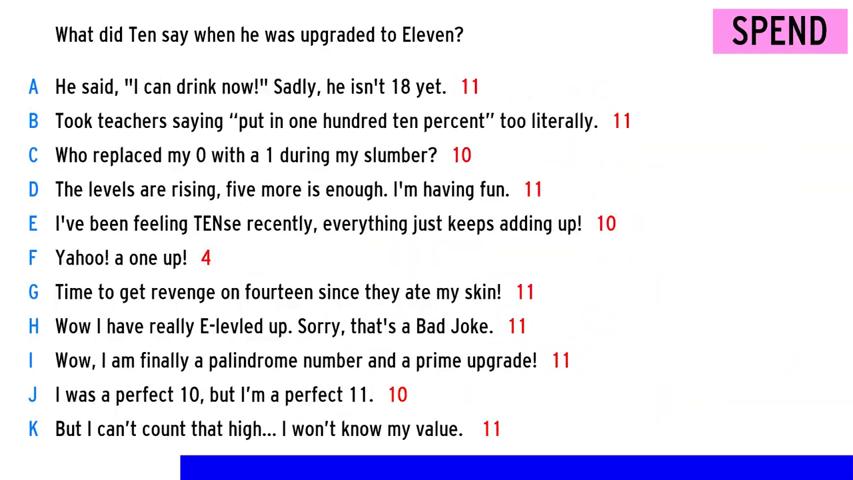 What did Ten say when he was upgraded to Eleven?
SPEND
A He said, "I can drink now!" Sadly, he isn't 18 yet. 11
B Took teachers saying “put in one hundred ten percent” too literally. 11
C Who replaced my 0 with a 1 during my slumber? 10
D The levels are rising, five more is enough. I'm having fun. 11
E I've been feeling TENse recently, everything just keeps adding up! 10
F Yahoo! a one up! 4
G Time to get revenge on fourteen since they ate my skin! 11
H Wow I have really E-levled up. Sorry, that's a Bad Joke. 11
I Wow, I am finally a palindrome number and a prime upgrade! 11
J I was a perfect 10, but I’m a perfect 11. 10
K But I can’t count that high... I won’t know my value. 11